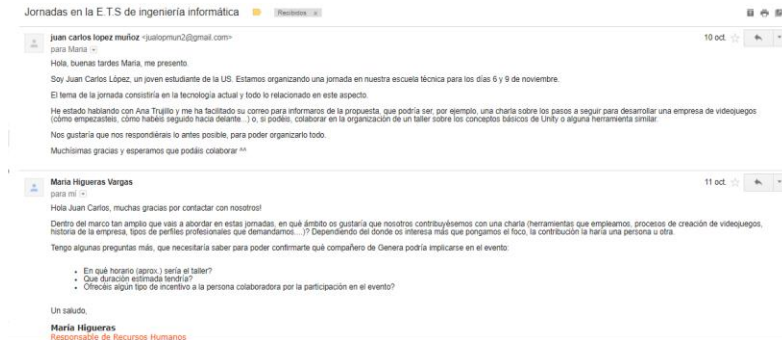 Jornadas en la E.T.S de ingeniería informática
Recibidos x
juan carlos lopez muñoz <jualopmun2@gmail.com>
10 oct.
para Maria
Hola, buenas tardes Maria, me presento.
Soy Juan Carlos López, un joven estudiante de la US. Estamos organizando una jornada en nuestra escuela técnica para los días 6 y 9 de noviembre.
El tema de la jornada consistiría en la tecnología actual y todo lo relacionado en este aspecto.
He estado hablando con Ana Trujillo y me ha facilitado su correo para informaros de la propuesta, que podría ser, por ejemplo, una charla sobre los pasos a seguir para desarrollar una empresa de videojuegos
(cómo empezasteis, cómo habéis seguido hacia delante...) o, si podéis, colaborar en la organización de un taller sobre los conceptos básicos de Unity o alguna herramienta similar.
Nos gustaría que nos respondiérais lo antes posible, para poder organizarlo todo.
Muchísimas gracias y esperamos que podáis colaborar ^^
Maria Higueras Vargas
11 oct.
para mí
Hola Juan Carlos, muchas gracias por contactar con nosotros!
Dentro del marco tan amplio que vais a abordar en estas jornadas, en qué ámbito os gustaría que nosotros contribuyésemos con una charla (herramientas que empleamos, procesos de creación de videojuegos,
historia de la empresa, tipos de perfiles profesionales que demandamos....)? Dependiendo del donde os interesa más que pongamos el foco, la contribución la haría una persona u otra.
Tengo algunas preguntas más, que necesitaría saber para poder confirmarte qué compañero de Genera podría implicarse en el evento:
• En qué horario (aprox.) sería el taller?
• Que duración estimada tendría?
• Ofrecéis algún tipo de incentivo a la persona colaboradora por la participación en el evento?
Un saludo,
María Higueras
Responsable de Recursos Humanos